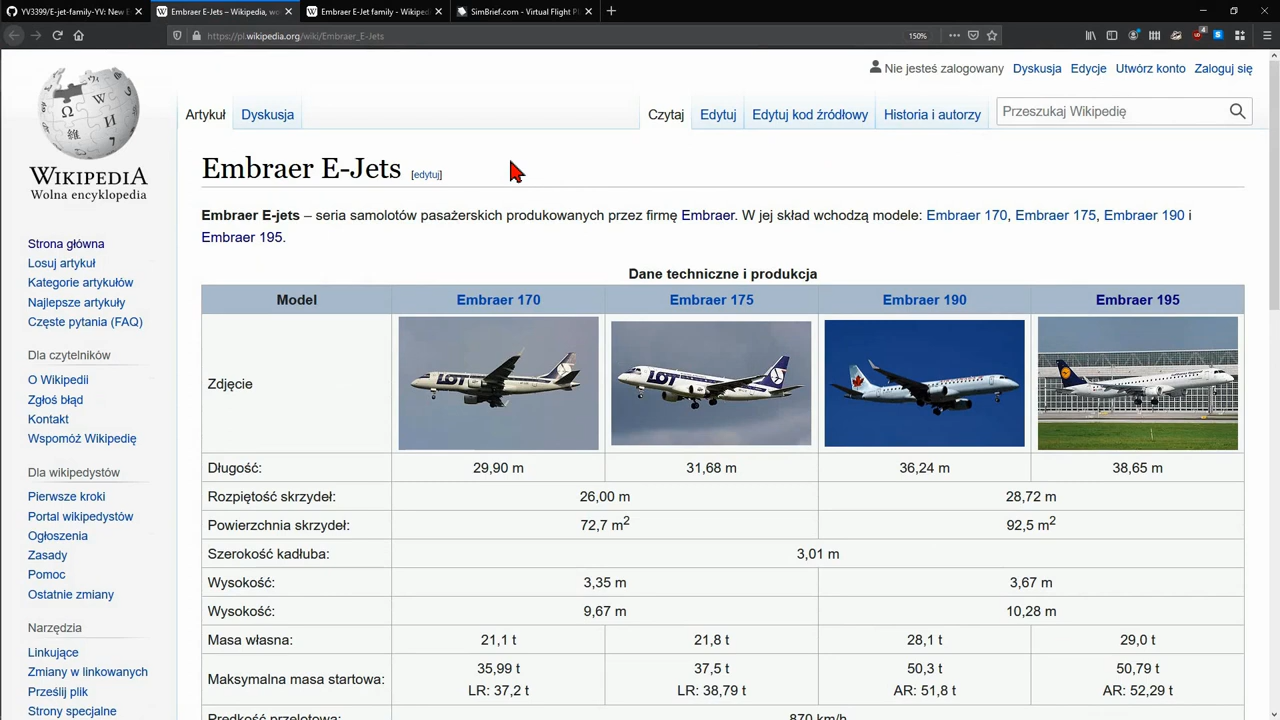 YV3399/E-jet-family-YV: New E
Embraer E-Jets – Wikipedia, wo
Embraer E-Jet family - Wikiped
SimBrief.com - Virtual Flight Pl
https://pl.wikipedia.org/wiki/Embraer_E-Jets
150%
Nie jesteś zalogowany Dyskusja Edycje Utwórz konto Zaloguj się
Artykuł Dyskusja Czytaj Edytuj Edytuj kod źródłowy Historia i autorzy Przeszukaj Wikipedię
WIKIPEDIA
Wolna encyklopedia
Strona główna
Losuj artykuł
Kategorie artykułów
Najlepsze artykuły
Częste pytania (FAQ)
Dla czytelników
O Wikipedii
Zgłoś błąd
Kontakt
Wspomóż Wikipedię
Dla wikipedystów
Pierwsze kroki
Portal wikipedystów
Ogłoszenia
Zasady
Pomoc
Ostatnie zmiany
Narzędzia
Linkujące
Zmiany w linkowanych
Prześlij plik
Strony specjalne
Embraer E-Jets [edytuj]
Embraer E-jets – seria samolotów pasażerskich produkowanych przez firmę Embraer. W jej skład wchodzą modele: Embraer 170, Embraer 175, Embraer 190 i
Embraer 195.
Dane techniczne i produkcja
Model Embraer 170 Embraer 175 Embraer 190 Embraer 195
Zdjęcie
LOT
LOT
Długość: 29,90 m 31,68 m 36,24 m 38,65 m
Rozpiętość skrzydeł: 26,00 m 28,72 m
Powierzchnia skrzydeł: 72,7 m² 92,5 m²
Szerokość kadłuba: 3,01 m
Wysokość: 3,35 m 3,67 m
Wysokość: 9,67 m 10,28 m
Masa własna: 21,1 t 21,8 t 28,1 t 29,0 t
Maksymalna masa startowa: 35,99 t 37,5 t 50,3 t 50,79 t
LR: 37,2 t LR: 38,79 t AR: 51,8 t AR: 52,29 t
Prędkość przelotowa: 870 km/h